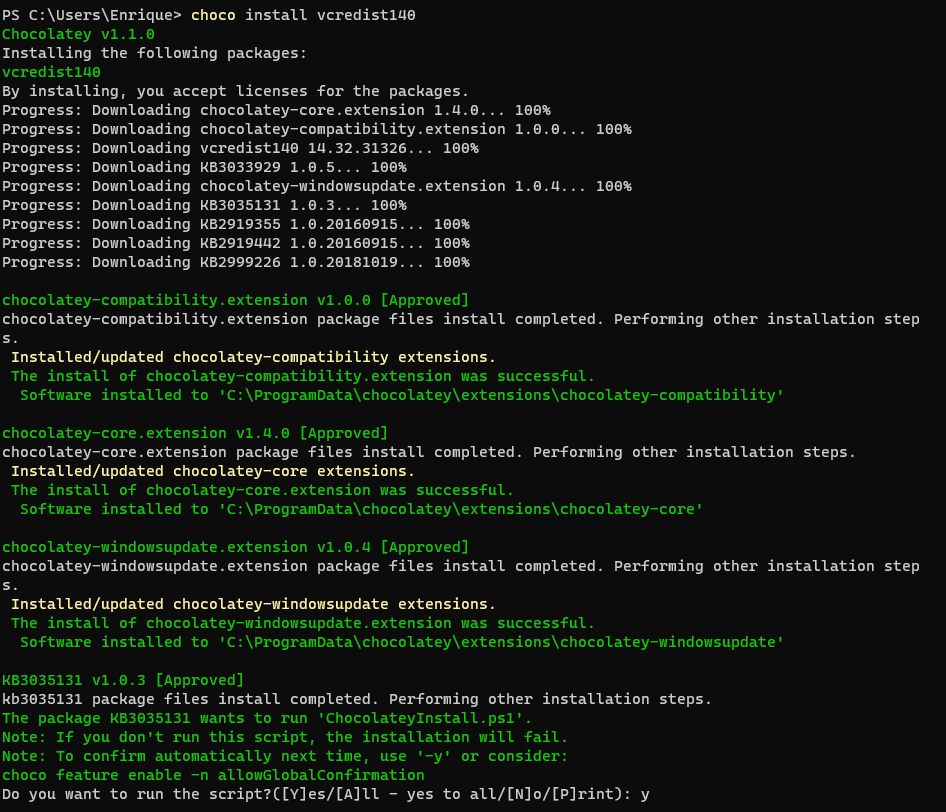 PS C:\Users\Enrique> choco install vcredist140
Chocolatey v1.1.0
Installing the following packages:
vcredist140
By installing, you accept licenses for the packages.
Progress: Downloading chocolatey-core.extension 1.4.0... 100%
Progress: Downloading chocolatey-compatibility.extension 1.0.0... 100%
Progress: Downloading vcredist140 14.32.31326... 100%
Progress: Downloading KB3033929 1.0.5... 100%
Progress: Downloading chocolatey-windowsupdate.extension 1.0.4... 100%
Progress: Downloading KB3035131 1.0.3... 100%
Progress: Downloading KB2919355 1.0.20160915... 100%
Progress: Downloading KB2919442 1.0.20160915... 100%
Progress: Downloading KB2999226 1.0.20181019... 100%

chocolatey-compatibility.extension v1.0.0 [Approved]
chocolatey-compatibility.extension package files install completed. Performing other installation step
s.
 Installed/updated chocolatey-compatibility extensions.
 The install of chocolatey-compatibility.extension was successful.
  Software installed to 'C:\ProgramData\chocolatey\extensions\chocolatey-compatibility'

chocolatey-core.extension v1.4.0 [Approved]
chocolatey-core.extension package files install completed. Performing other installation steps.
 Installed/updated chocolatey-core extensions.
 The install of chocolatey-core.extension was successful.
  Software installed to 'C:\ProgramData\chocolatey\extensions\chocolatey-core'

chocolatey-windowsupdate.extension v1.0.4 [Approved]
chocolatey-windowsupdate.extension package files install completed. Performing other installation step
s.
 Installed/updated chocolatey-windowsupdate extensions.
 The install of chocolatey-windowsupdate.extension was successful.
  Software installed to 'C:\ProgramData\chocolatey\extensions\chocolatey-windowsupdate'

KB3035131 v1.0.3 [Approved]
kb3035131 package files install completed. Performing other installation steps.
The package KB3035131 wants to run 'ChocolateyInstall.ps1'.
Note: If you don't run this script, the installation will fail.
Note: To confirm automatically next time, use '-y' or consider:
choco feature enable -n allowGlobalConfirmation
Do you want to run the script?([Y]es/[A]ll - yes to all/[N]o/[P]rint): y